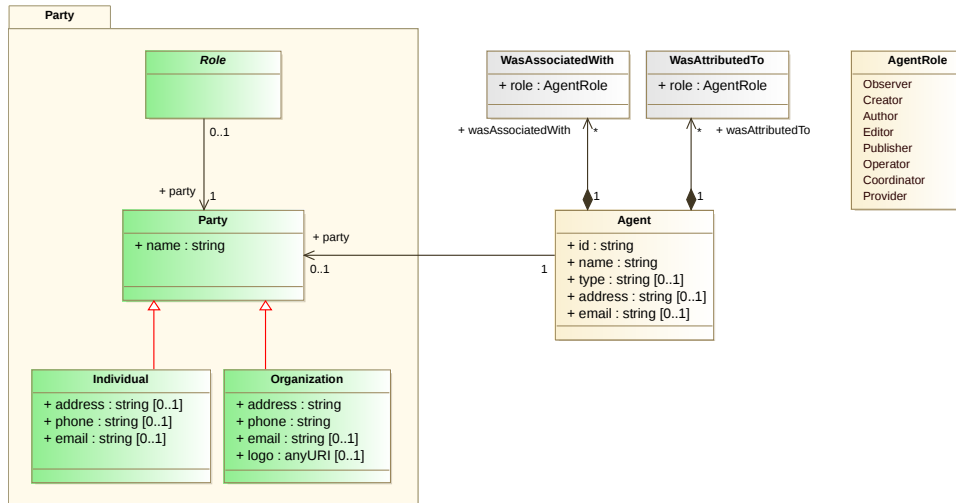 Party
Role
0..1
+ party
1
Party
+ name : string
Individual
+ address : string [0..1]
+ phone : string [0..1]
+ email : string [0..1]
Organization
+ address : string
+ phone : string
+ email : string [0..1]
+ logo : anyURI [0..1]
+ party
0..1
1
WasAssociatedWith
+ role : AgentRole
+ wasAssociatedWith
*
1
WasAttributedTo
+ role : AgentRole
*
+ wasAttributedTo
1
Agent
+ id : string
+ name : string
+ type : string [0..1]
+ address : string [0..1]
+ email : string [0..1]
AgentRole
Observer
Creator
Author
Editor
Publisher
Operator
Coordinator
Provider